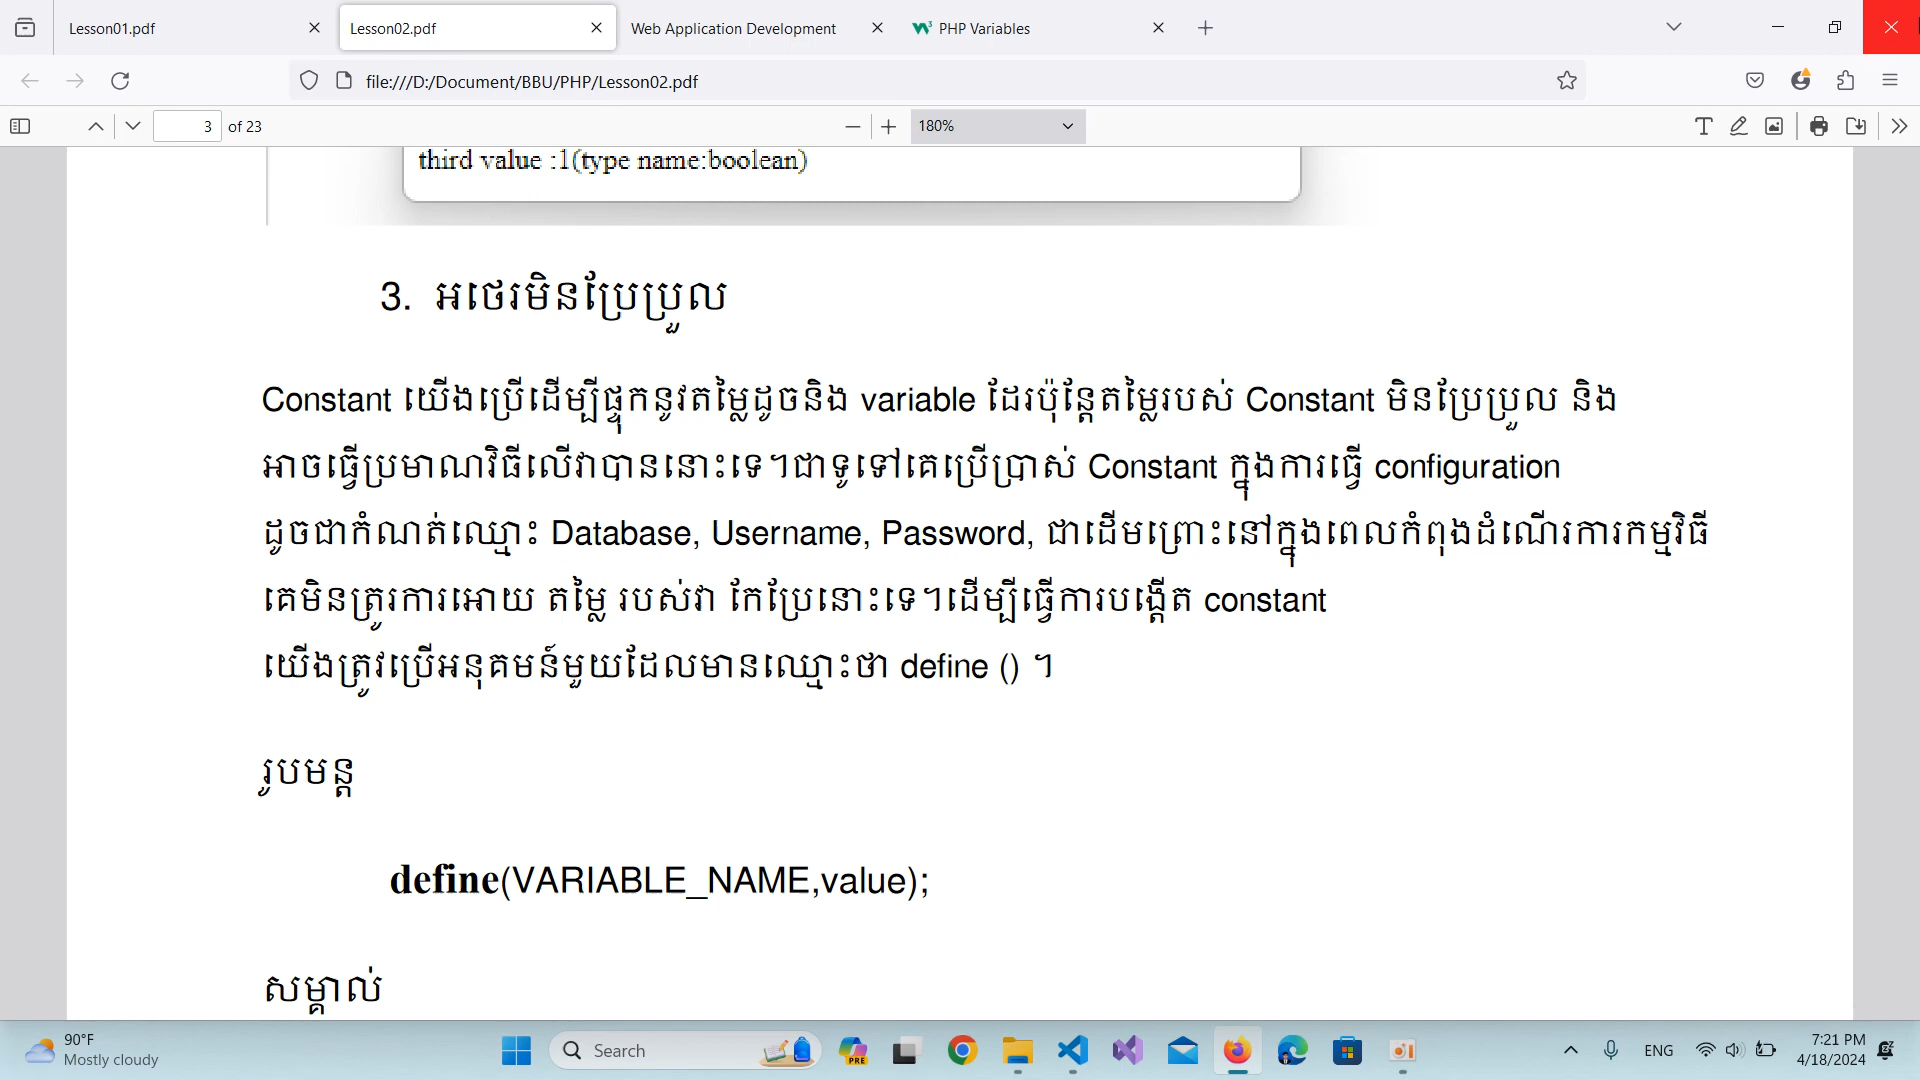 Lesson01.pdf
Lesson02.pdf
Web Application Development
PHP Variables
file:///D:/Document/BBU/PHP/Lesson02.pdf
3 of 23
180%
third value :1(type name:boolean)
3. អថេរមិនប្រែប្រួល
Constant យើងប្រើដើម្បីផ្ទុកនូវតម្លៃដូចនិង variable ដែរប៉ុន្តែតម្លៃរបស់ Constant មិនប្រែប្រួល និង
អាចធ្វើប្រមាណវិធីលើវាបាននោះទេ។ជាទូទៅគេប្រើប្រាស់ Constant ក្នុងការធ្វើ configuration
ដូចជាកំណត់ឈ្មោះ Database, Username, Password, ជាដើមព្រោះនៅក្នុងពេលកំពុងដំណើរការកម្មវិធី
គេមិនត្រូរការអោយ តម្លៃ របស់វា កែប្រែនោះទេ។ដើម្បីធ្វើការបង្កើត constant
យើងត្រូវប្រើអនុគមន៍មួយដែលមានឈ្មោះថា define () ។
រូបមន្ត
define(VARIABLE_NAME,value);
សម្គាល់
90°F
Mostly cloudy
Search
PRE
ENG
7:21 PM
4/18/2024